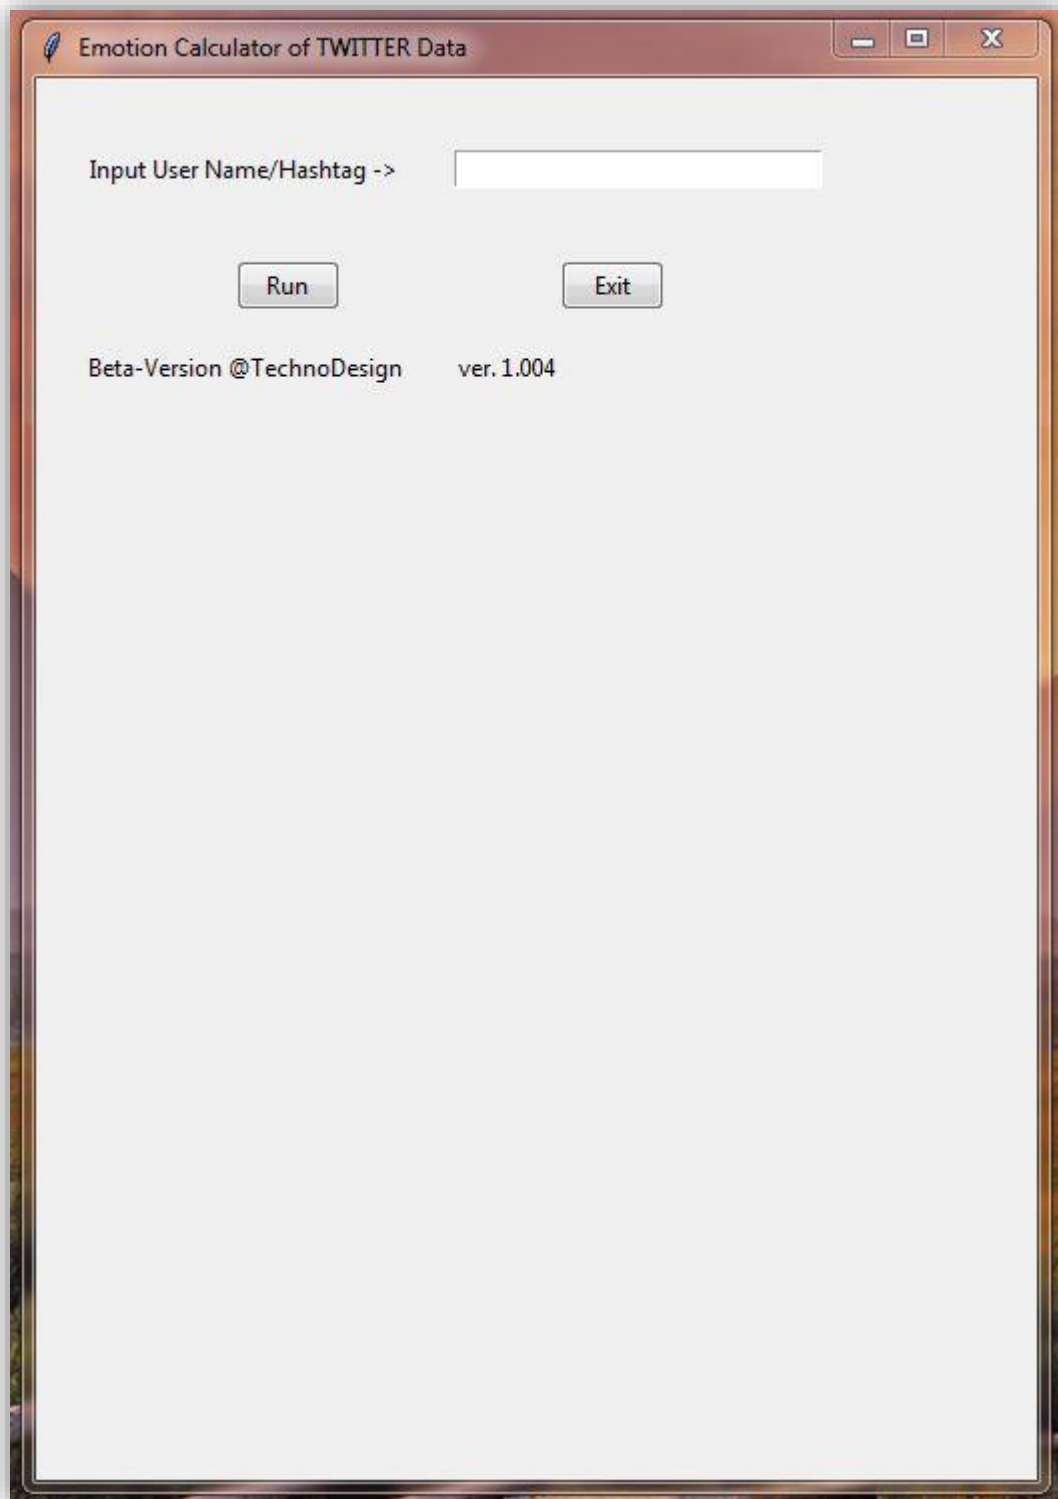 Emotion Calculator of TWITTER Data
Input User Name/Hashtag ->
Run Exit
Beta-Version @TechnoDesign ver. 1.004